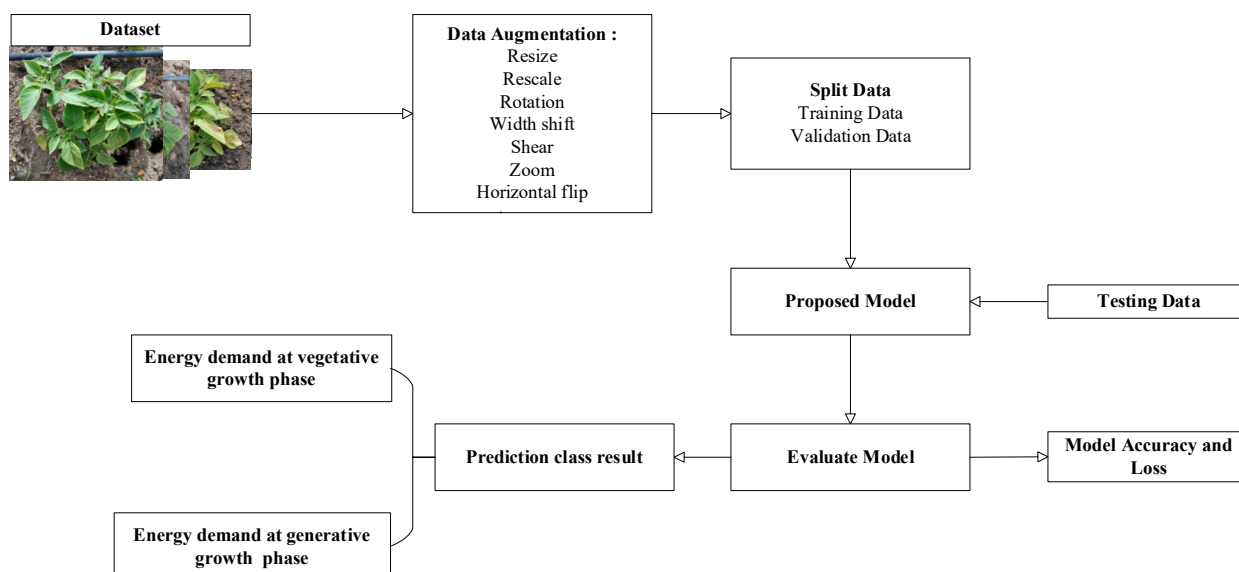 Dataset
Data Augmentation :
Resize
Rescale
Rotation
Width shift
Shear
Zoom
Horizontal flip
Split Data
Training Data
Validation Data
Proposed Model
Testing Data
Energy demand at vegetative
growth phase
Prediction class result
Evaluate Model
Model Accuracy and
Loss
Energy demand at generative
growth phase